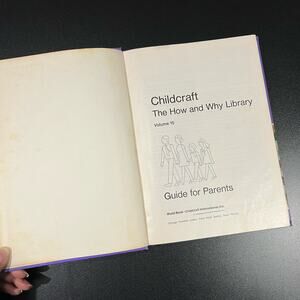 Childcraft
The How and Why Library
Volume 15
Guide for Parents
World Book-Childcraft International, Inc.